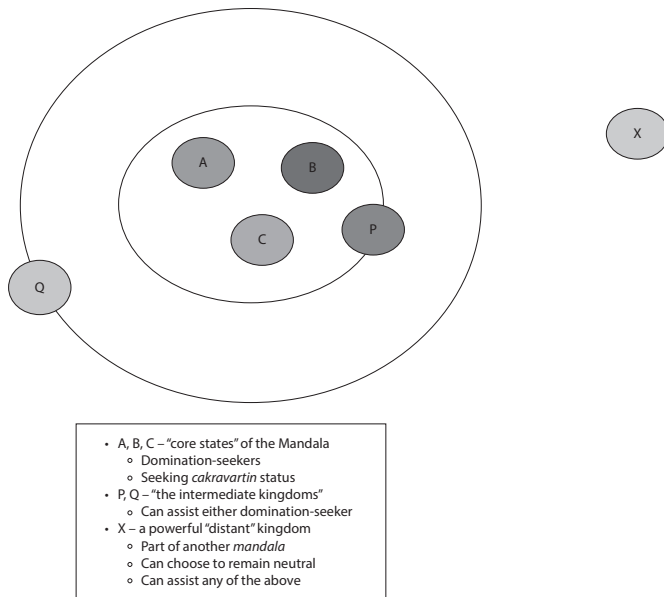 A
B
X
C
P
Q
• A, B, C – “core states” of the Mandala
∘ Domination-seekers
∘ Seeking cakravartin status
• P, Q – “the intermediate kingdoms”
∘ Can assist either domination-seeker
• X – a powerful “distant” kingdom
∘ Part of another mandala
∘ Can choose to remain neutral
∘ Can assist any of the above